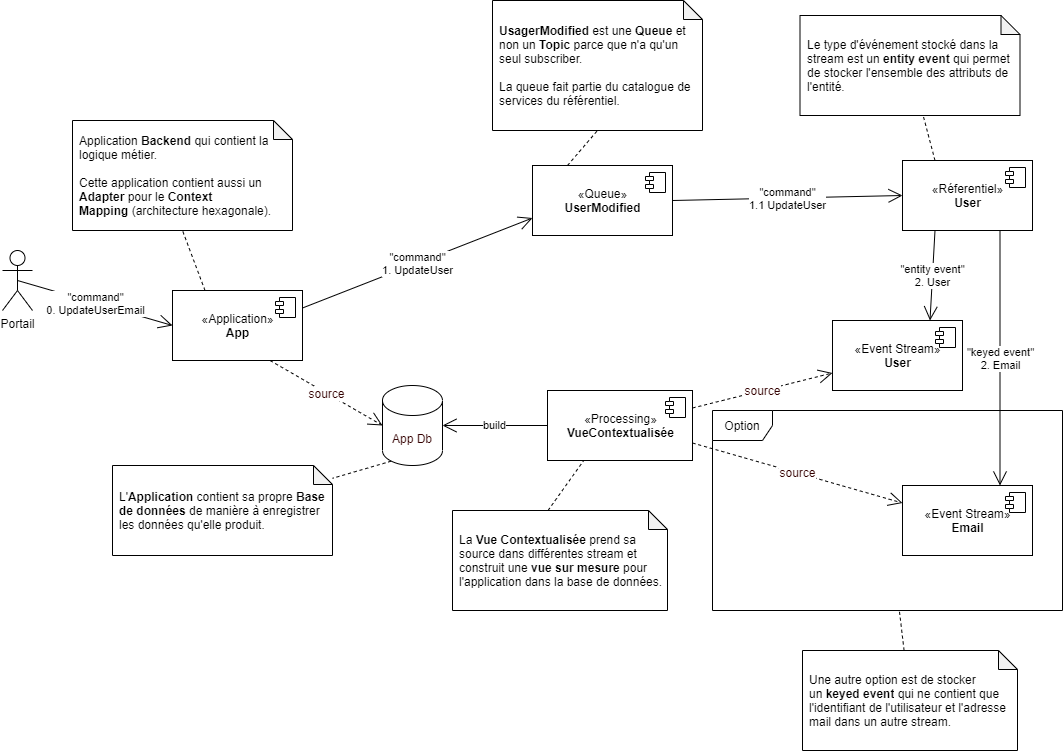 UsagerModified est une Queue et
non un Topic parce que n'a qu'un
seul subscriber.
La queue fait partie du catalogue de
services du référentiel.
Le type d'événement stocké dans la
stream est un entity event qui permet
de stocker l'ensemble des attributs de
l'entité.
Application Backend qui contient la
logique métier.
Cette application contient aussi un
Adapter pour le Context
Mapping (architecture hexagonale).
«Queue»
UserModified
"command"
1.1 UpdateUser
«Réferentiel»
User
"command"
1. UpdateUser
"entity event"
2. User
Portail
"command"
0. UpdateUserEmail
«Application»
App
«Event Stream»
User
"keyed event"
2. Email
source
source
App Db
build
«Processing»
VueContextualisée
Option
source
«Event Stream»
Email
L'Application contient sa propre Base
de données de manière à enregistrer
les données qu'elle produit.
La Vue Contextualisée prend sa
source dans différentes stream et
construit une vue sur mesure pour
l'application dans la base de données.
Une autre option est de stocker
un keyed event qui ne contient que
l'identifiant de l'utilisateur et l'adresse
mail dans un autre stream.